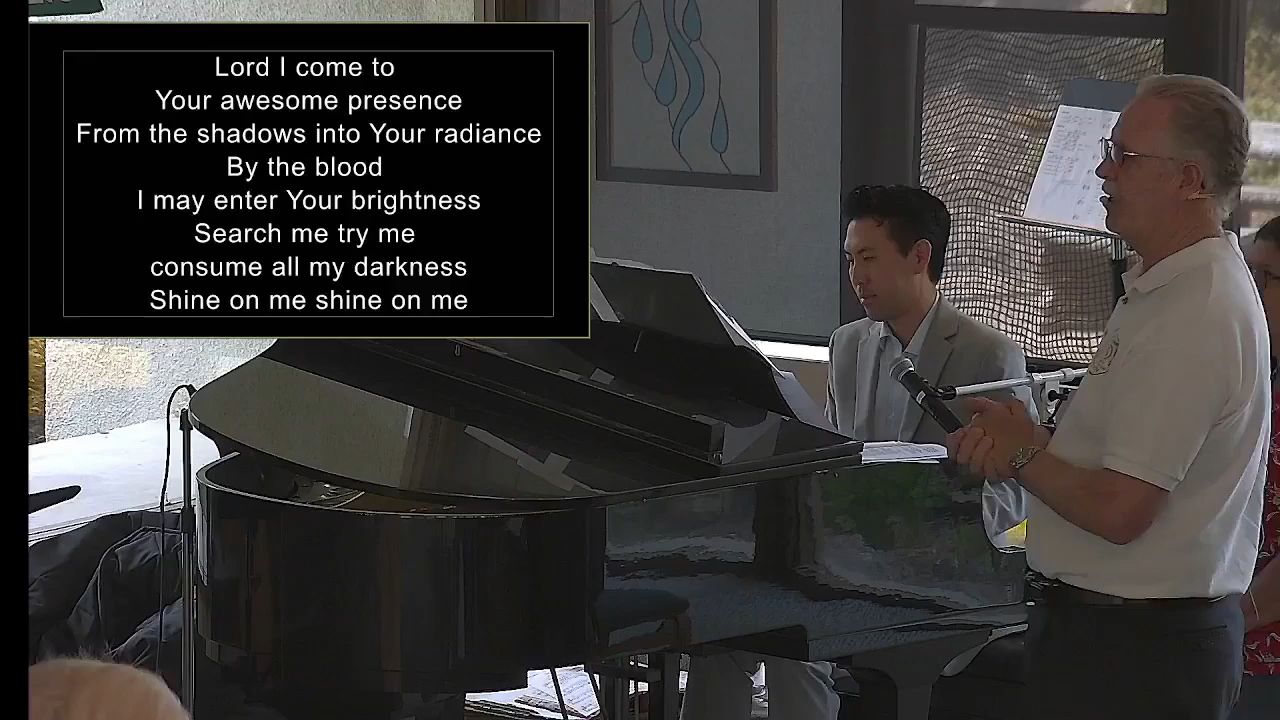 Lord I come to
Your awesome presence
From the shadows into Your radiance
By the blood
I may enter Your brightness
Search me try me
consume all my darkness
Shine on me shine on me